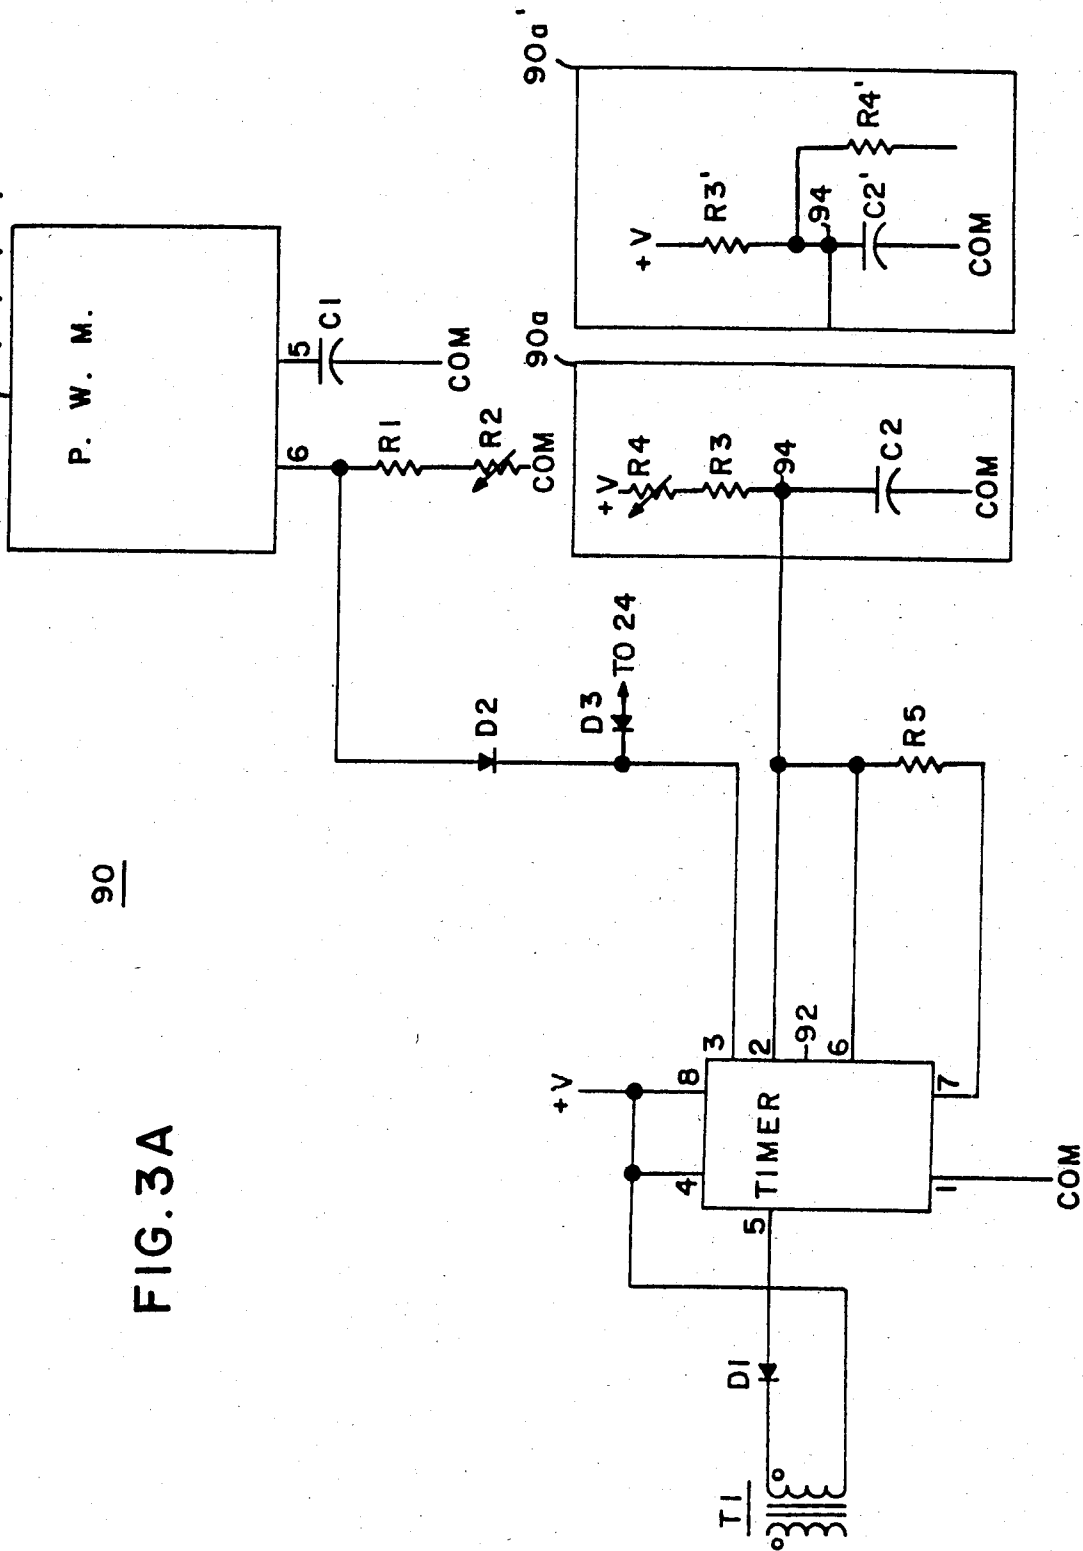 FIG. 3A
90
P. W. M.
6
5
C1
COM
R1
R2
COM
D2
D3
TO 24
90a
+V
R4
R3
94
C2
COM
90a'
+V
R3'
R4'
94
C2'
COM
+V
4
8
3
2
92
6
7
1
5
TIMER
R5
COM
D1
T1